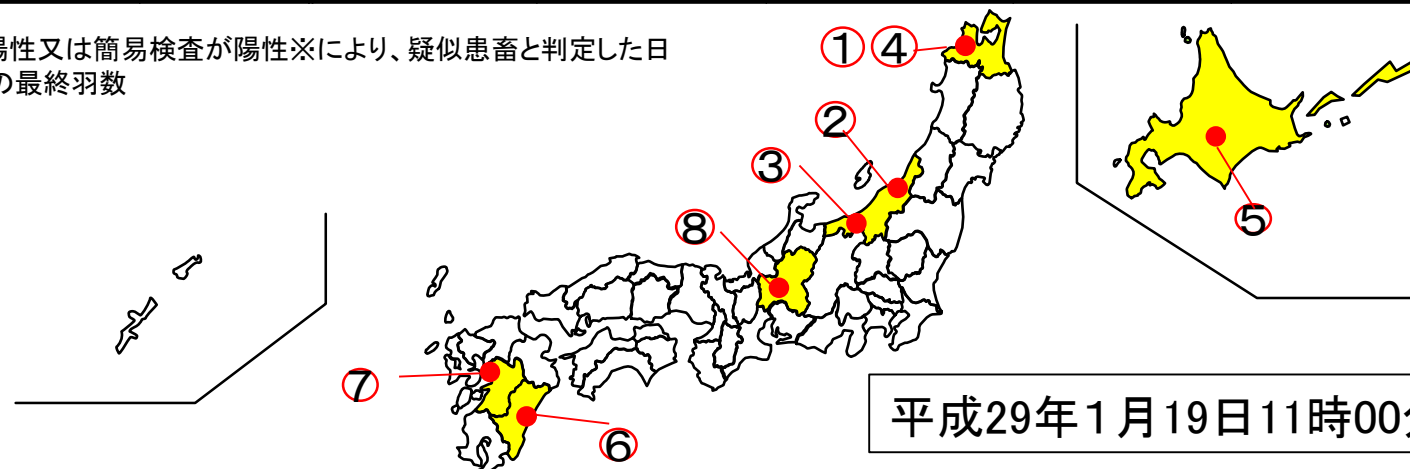 陽性又は簡易検査が陽性※により、疑似患畜と判定した日
の最終羽数
①④
②
③
⑧
⑤
⑦
⑥
平成29年１月19日11時00